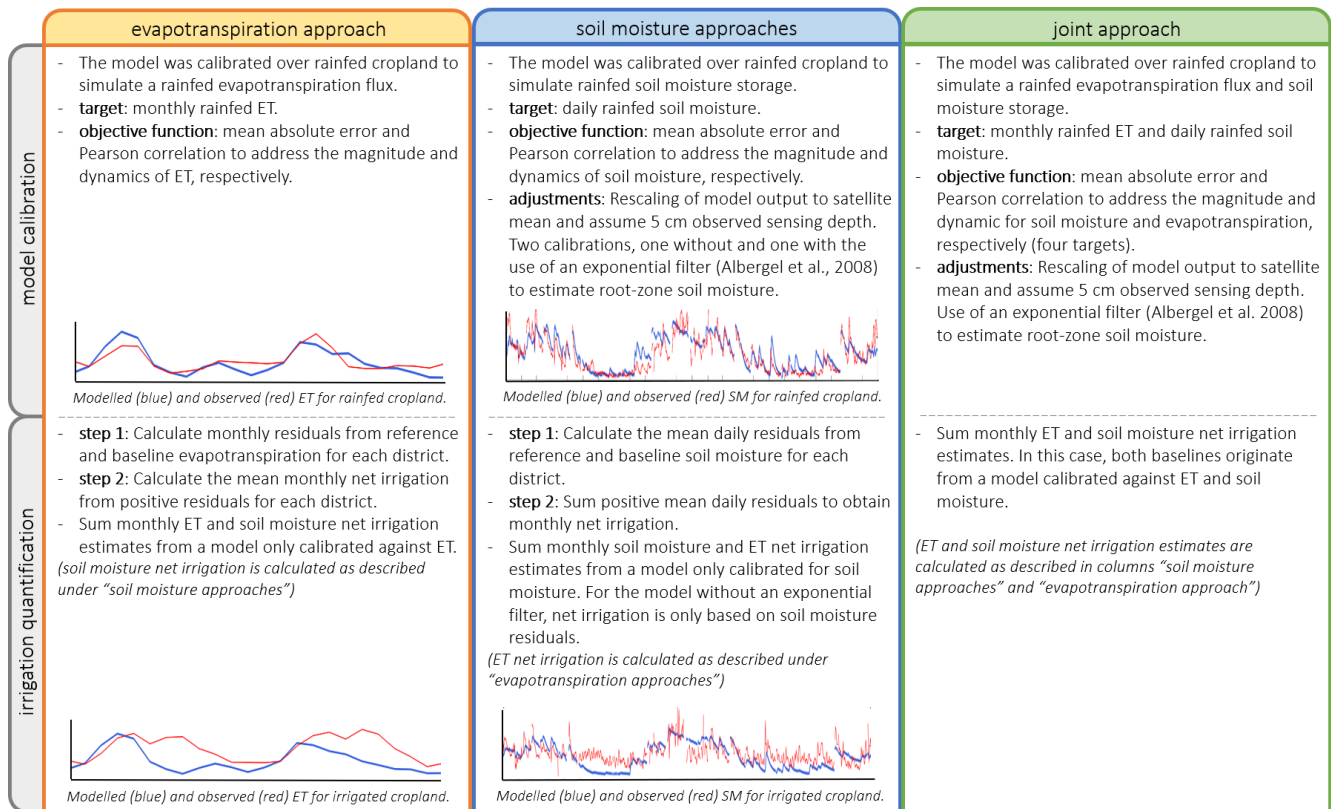 evapotranspiration approach
soil moisture approaches
joint approach
model calibration
- The model was calibrated over rainfed cropland to
simulate a rainfed evapotranspiration flux.
- target: monthly rainfed ET.
- objective function: mean absolute error and
Pearson correlation to address the magnitude and
dynamics of ET, respectively.
Modelled (blue) and observed (red) ET for rainfed cropland.
- The model was calibrated over rainfed cropland to
simulate rainfed soil moisture storage.
- target: daily rainfed soil moisture.
- objective function: mean absolute error and
Pearson correlation to address the magnitude and
dynamics of soil moisture, respectively.
- adjustments: Rescaling of model output to satellite
mean and assume 5 cm observed sensing depth.
Two calibrations, one without and one with the
use of an exponential filter (Albergel et al., 2008)
to estimate root-zone soil moisture.
Modelled (blue) and observed (red) SM for rainfed cropland.
- The model was calibrated over rainfed cropland to
simulate a rainfed evapotranspiration flux and soil
moisture storage.
- target: monthly rainfed ET and daily rainfed soil
moisture.
- objective function: mean absolute error and
Pearson correlation to address the magnitude and
dynamic for soil moisture and evapotranspiration,
respectively (four targets).
- adjustments: Rescaling of model output to satellite
mean and assume 5 cm observed sensing depth.
Use of an exponential filter (Albergel et al. 2008)
to estimate root-zone soil moisture.
irrigation quantification
- step 1: Calculate monthly residuals from reference
and baseline evapotranspiration for each district.
- step 2: Calculate the mean monthly net irrigation
from positive residuals for each district.
- Sum monthly ET and soil moisture net irrigation
estimates from a model only calibrated against ET.
(soil moisture net irrigation is calculated as described
under "soil moisture approaches")
Modelled (blue) and observed (red) ET for irrigated cropland.
- step 1: Calculate the mean daily residuals from
reference and baseline soil moisture for each
district.
- step 2: Sum positive mean daily residuals to obtain
monthly net irrigation.
- Sum monthly soil moisture and ET net irrigation
estimates from a model only calibrated for soil
moisture. For the model without an exponential
filter, net irrigation is only based on soil moisture
residuals.
(ET net irrigation is calculated as described under
"evapotranspiration approaches")
Modelled (blue) and observed (red) SM for irrigated cropland.
- Sum monthly ET and soil moisture net irrigation
estimates. In this case, both baselines originate
from a model calibrated against ET and soil
moisture.
(ET and soil moisture net irrigation estimates are
calculated as described in columns "soil moisture
approaches" and "evapotranspiration approach")